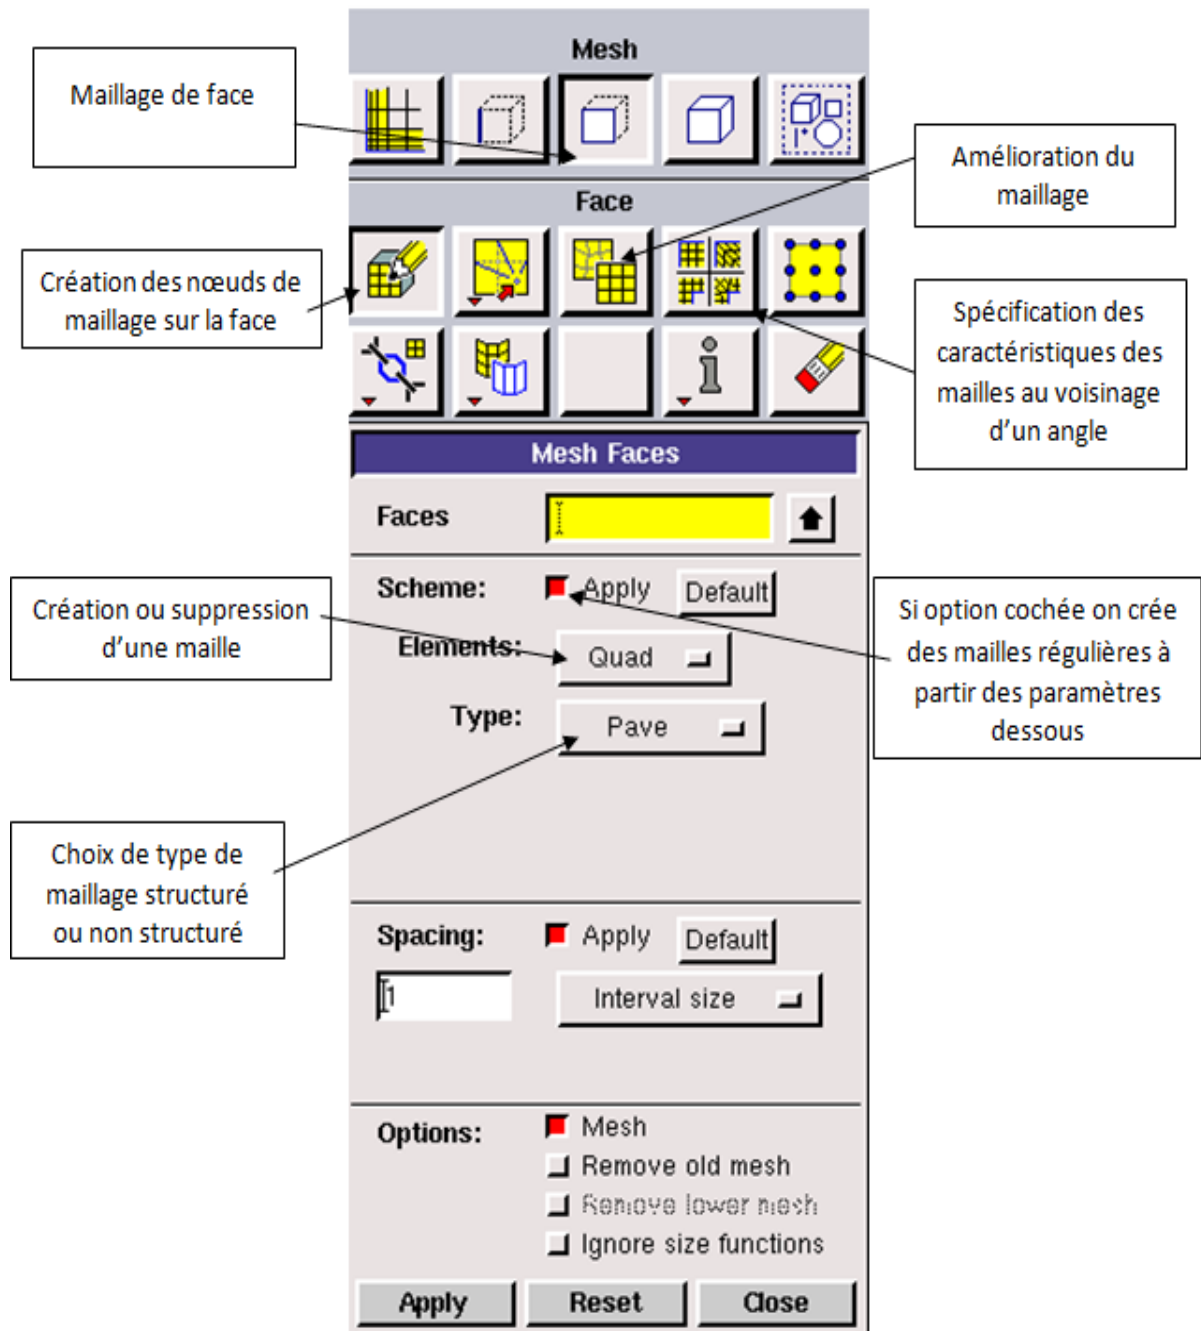 Mesh
Maillage de face
Amélioration du
maillage
Face
Création des nœuds de
maillage sur la face
Spécification des
caractéristiques des
mailles au voisinage
d’un angle
Mesh Faces
Faces
Scheme: Apply Default
Création ou suppression
d’une maille
Si option cochée on crée
des mailles régulières à
partir des paramètres
dessous
Elements: Quad
Type: Pave
Choix de type de
maillage structuré
ou non structuré
Spacing: Apply Default
1 Interval size
Options: Mesh
Remove old mesh
Remove lower mesh
Ignore size functions
Apply Reset Close